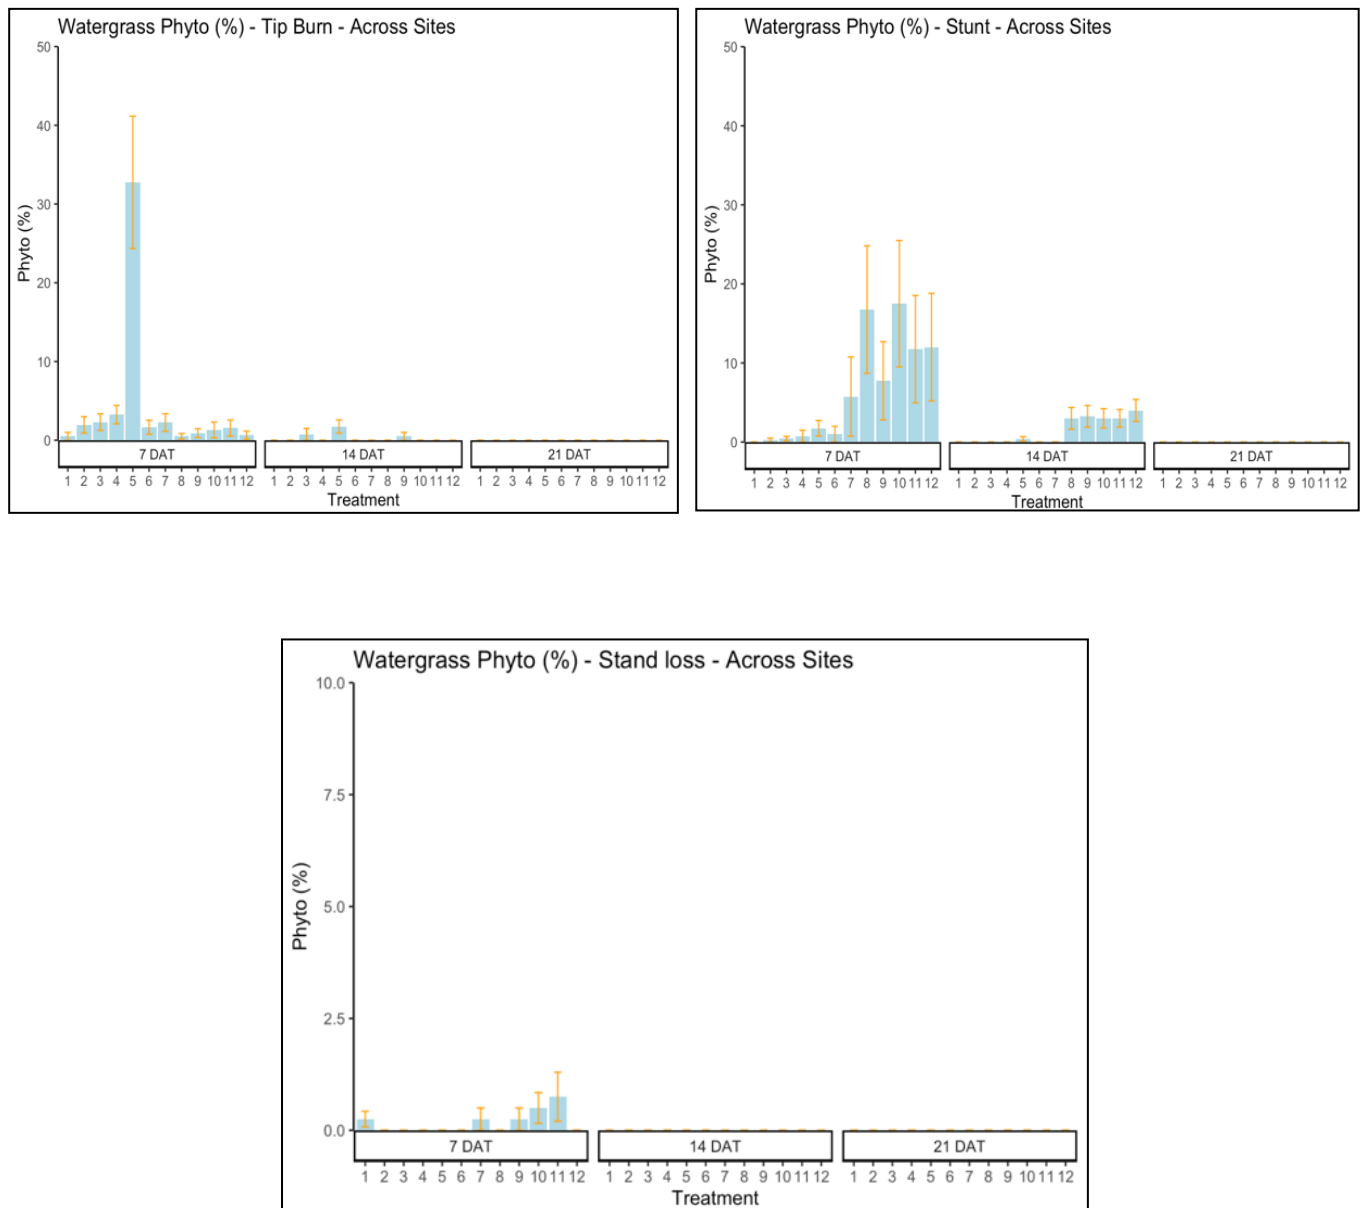 Watergrass Phyto (%) - Tip Burn - Across Sites
50
40
30
20
10
0
Phyto (%)
7 DAT 14 DAT 21 DAT
1 2 3 4 5 6 7 8 9 10 11 12 1 2 3 4 5 6 7 8 9 10 11 12 1 2 3 4 5 6 7 8 9 10 11 12
Treatment
Watergrass Phyto (%) - Stunt - Across Sites
50
40
30
20
10
0
Phyto (%)
7 DAT 14 DAT 21 DAT
1 2 3 4 5 6 7 8 9 10 11 12 1 2 3 4 5 6 7 8 9 10 11 12 1 2 3 4 5 6 7 8 9 10 11 12
Treatment
Watergrass Phyto (%) - Stand loss - Across Sites
10.0
7.5
5.0
2.5
0.0
Phyto (%)
7 DAT 14 DAT 21 DAT
1 2 3 4 5 6 7 8 9 10 11 12 1 2 3 4 5 6 7 8 9 10 11 12 1 2 3 4 5 6 7 8 9 10 11 12
Treatment